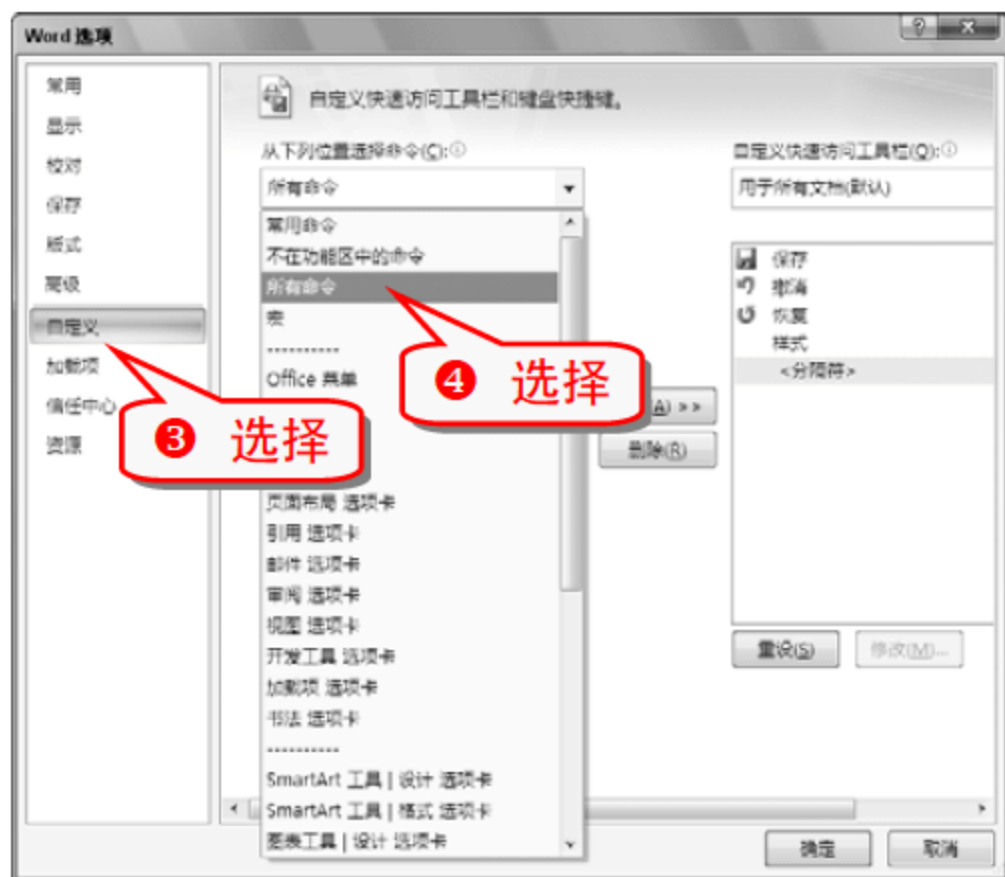 Word 选项
常用
显示
校对
保存
版式
高级
自定义
加载项
信任中心
资源
自定义快速访问工具栏和键盘快捷键。
从下列位置选择命令(C):
所有命令
常用命令
不在功能区中的命令
所有命令
宏
----------
Office 菜单
页面布局 选项卡
引用 选项卡
邮件 选项卡
审阅 选项卡
视图 选项卡
开发工具 选项卡
加载项 选项卡
书法 选项卡
----------
SmartArt 工具 | 设计 选项卡
SmartArt 工具 | 格式 选项卡
图表工具 | 设计 选项卡
❸ 选择
❹ 选择
(A) >>
删除(R)
自定义快速访问工具栏(Q):
用于所有文档(默认)
保存
撤消
恢复
样式
<分隔符>
重设(S)
修改(M)...
确定
取消